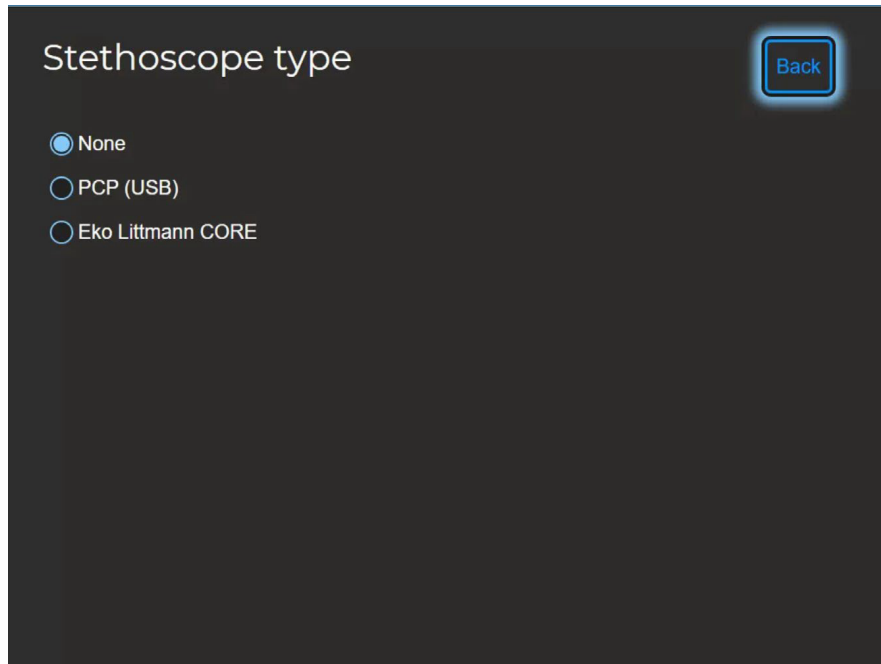 Stethoscope type
Back
None
PCP (USB)
Eko Littmann CORE